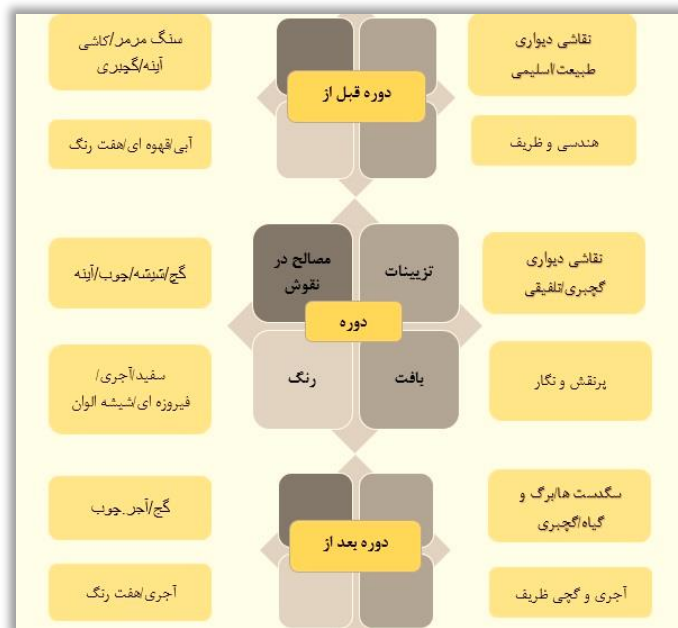 نقاشی دیواری
طبیعت/اسلیمی
سنگ مرمر/کاشی
آینه/گچبری
دوره قبل از
هندسی و ظریف
آبی/قهوه ای/هفت رنگ
نقاشی دیواری
گچبری/تلفیقی
تزیینات
مصالح در
نقوش
گچ/شیشه/چوب/آینه
دوره
پرنقش و نگار
بافت
رنگ
سفید/آجری/
فیروزه ای/شیشه الوان
سگدست ها/برگ و
گیاه/گچبری
گچ/آجر_چوب
دوره بعد از
آجری و گچی ظریف
آجری/هفت رنگ